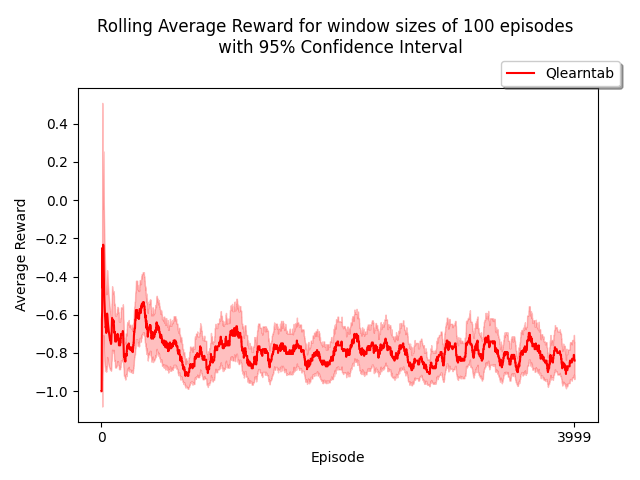 Rolling Average Reward for window sizes of 100 episodes
with 95% Confidence Interval
Qlearntab
0.4
0.2
0.0
−0.2
−0.4
−0.6
−0.8
−1.0
Average Reward
0
3999
Episode